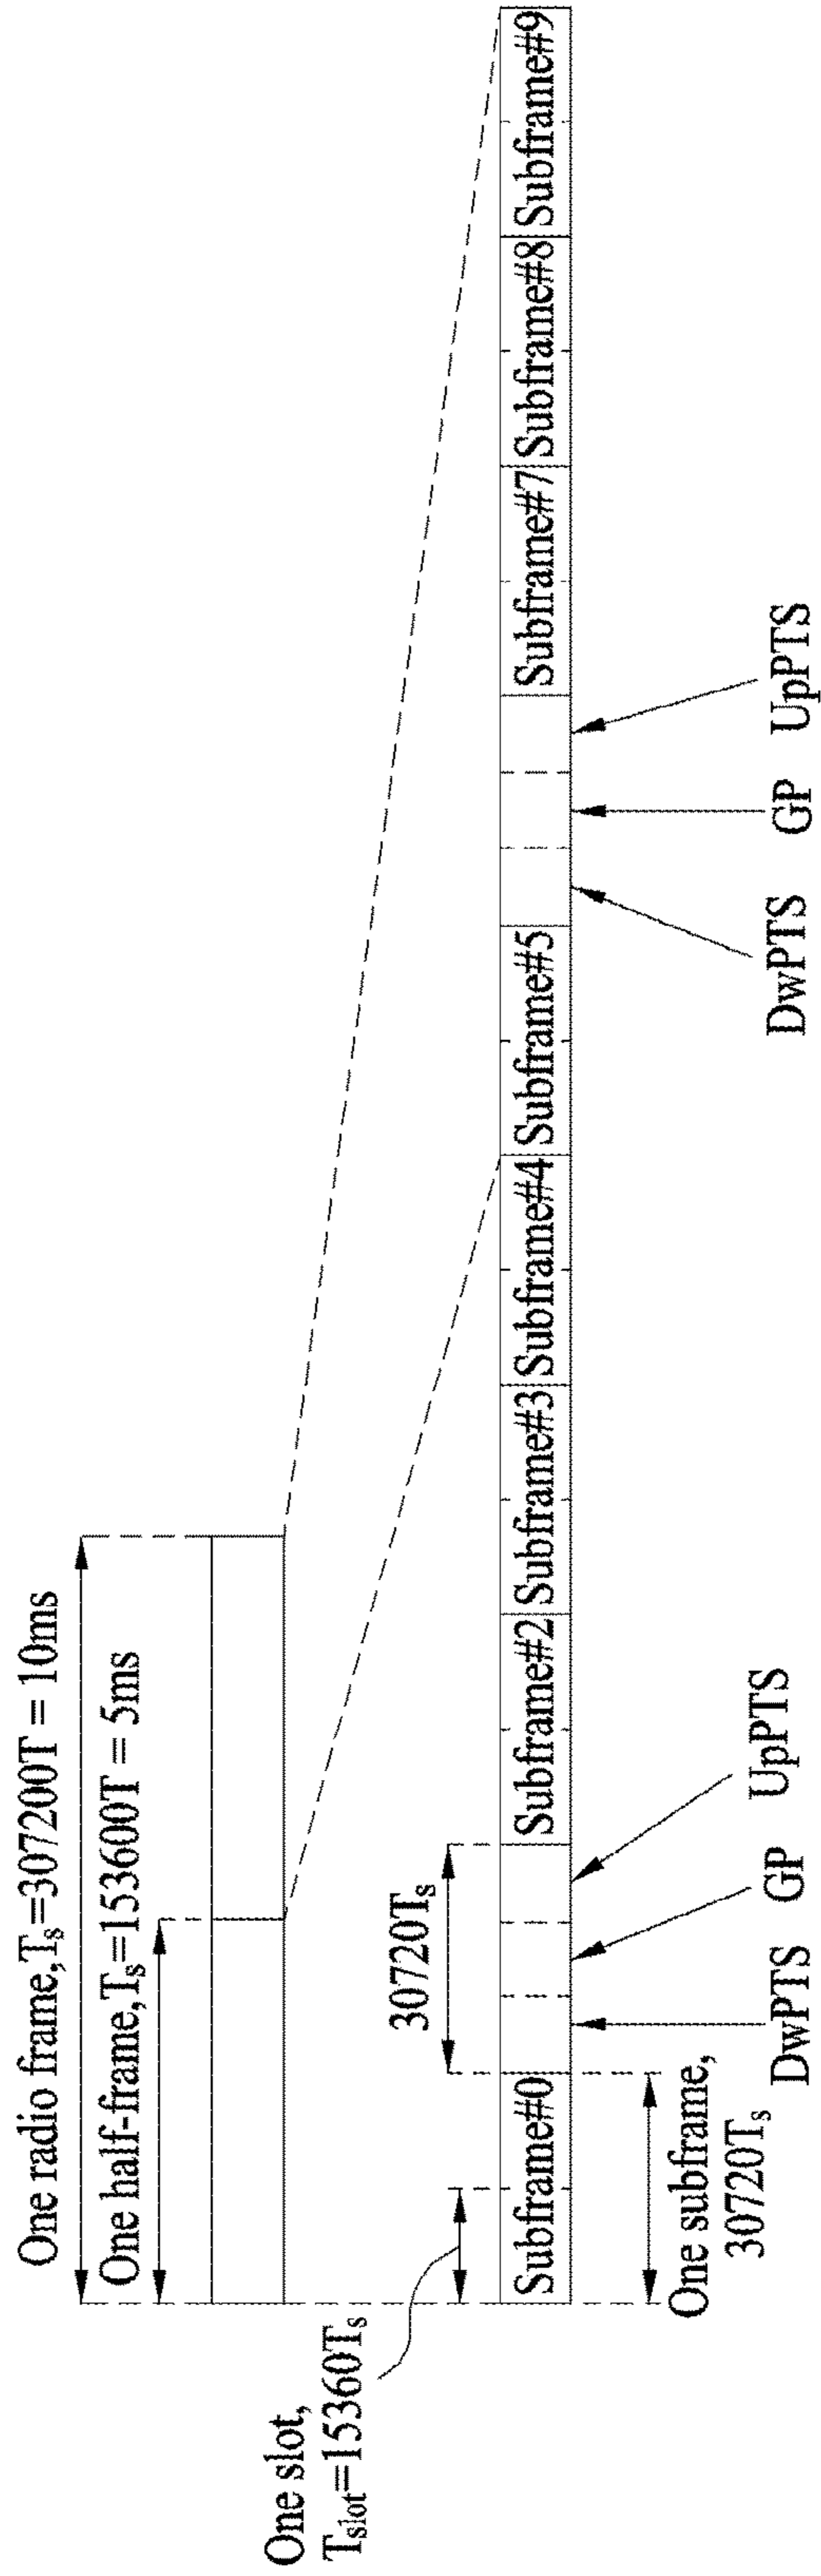 One radio frame,Ts=307200T = 10ms
One half-frame,Ts=153600T = 5ms
One slot,
Tslot=15360Ts
30720Ts
Subframe#0
Subframe#2
Subframe#3
Subframe#4
Subframe#5
Subframe#7
Subframe#8
Subframe#9
One subframe,
30720Ts
DwPTS
GP
UpPTS
DwPTS
GP
UpPTS